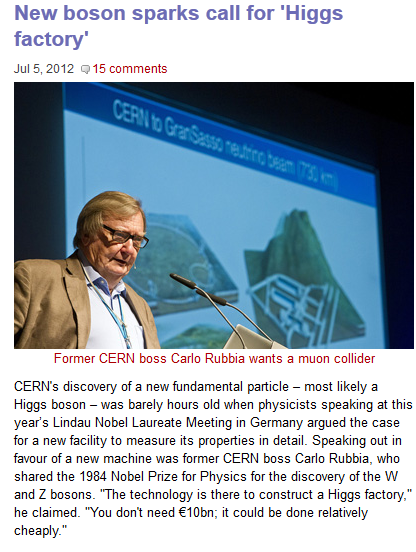 New boson sparks call for 'Higgs
factory'
Jul 5, 2012 15 comments
CERN to GranSasso neutrino beam (730 km)
Former CERN boss Carlo Rubbia wants a muon collider
CERN's discovery of a new fundamental particle – most likely a
Higgs boson – was barely hours old when physicists speaking at this
year's Lindau Nobel Laureate Meeting in Germany argued the case
for a new facility to measure its properties in detail. Speaking out in
favour of a new machine was former CERN boss Carlo Rubbia, who
shared the 1984 Nobel Prize for Physics for the discovery of the W
and Z bosons. "The technology is there to construct a Higgs factory,"
he claimed. "You don't need €10bn; it could be done relatively
cheaply."